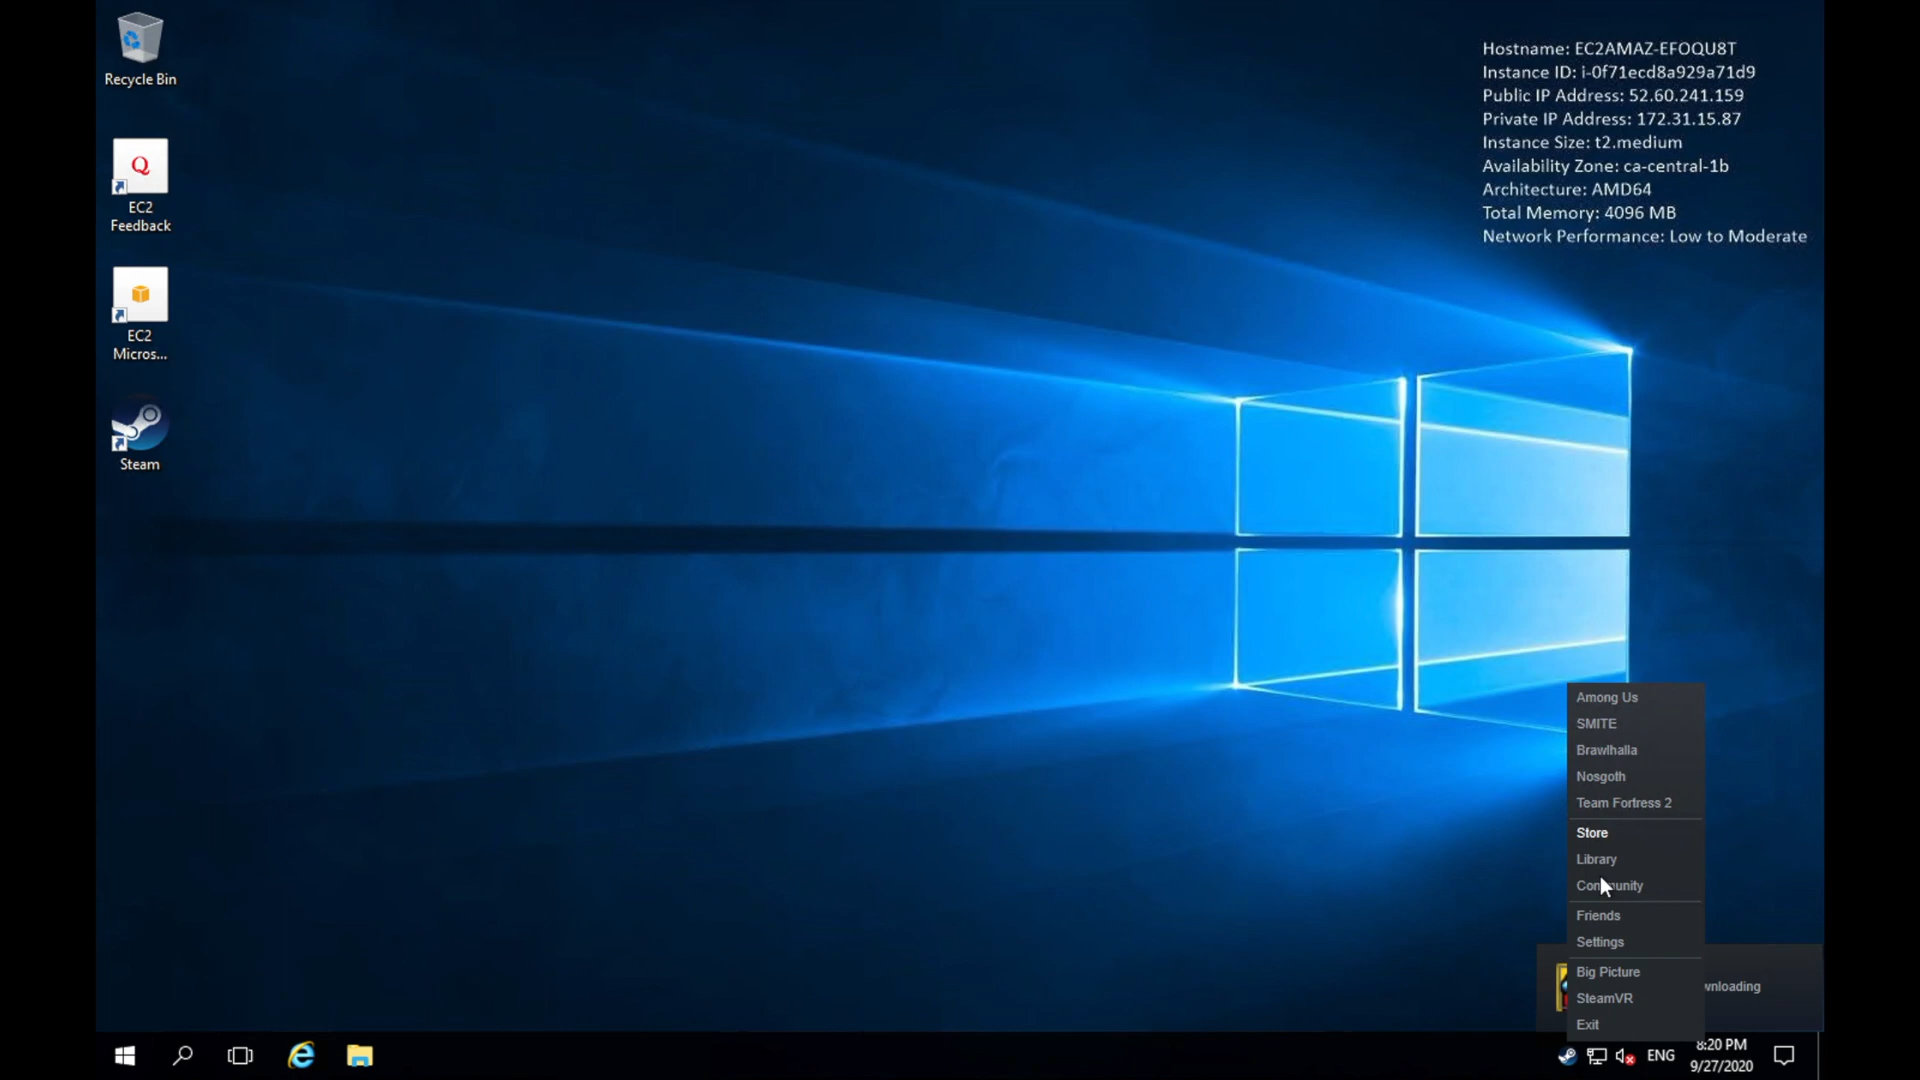 Recycle Bin
EC2
Feedback
EC2
Micros...
Steam
Hostname: EC2AMAZ-EFOQU8T
Instance ID: i-0f71ecd8a929a71d9
Public IP Address: 52.60.241.159
Private IP Address: 172.31.15.87
Instance Size: t2.medium
Availability Zone: ca-central-1b
Architecture: AMD64
Total Memory: 4096 MB
Network Performance: Low to Moderate
Among Us
SMITE
Brawlhalla
Nosgoth
Team Fortress 2
Store
Library
Community
Friends
Settings
Big Picture
SteamVR
Exit
wnloading
ENG
8:20 PM
9/27/2020